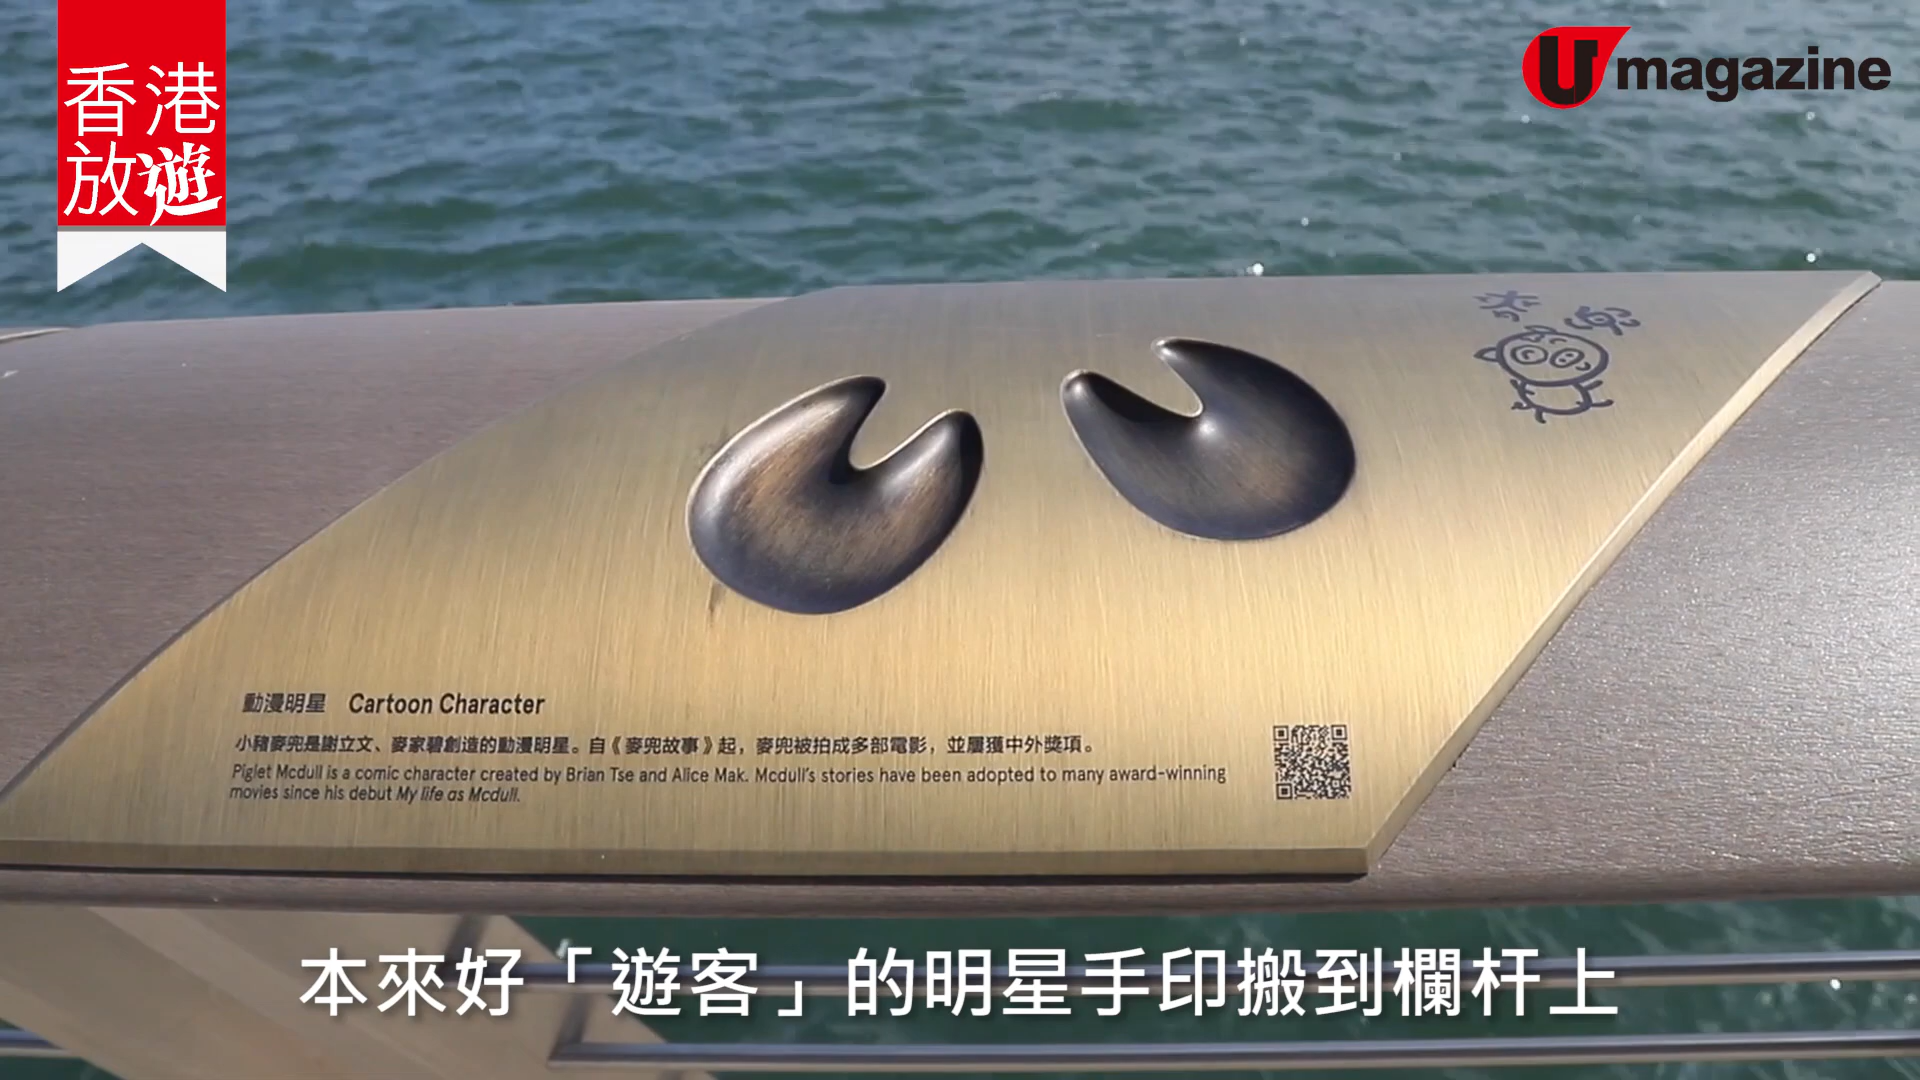 香港
放遊
U magazine
麥兜
動漫明星 Cartoon Character
小豬麥兜是謝立文、麥家碧創造的動漫明星。自《麥兜故事》起，麥兜被拍成多部電影，並屢獲中外獎項。
Piglet Mcdull is a comic character created by Brian Tse and Alice Mak. Mcdull's stories have been adopted to many award-winning
movies since his debut My life as Mcdull.
本來好「遊客」的明星手印搬到欄杆上